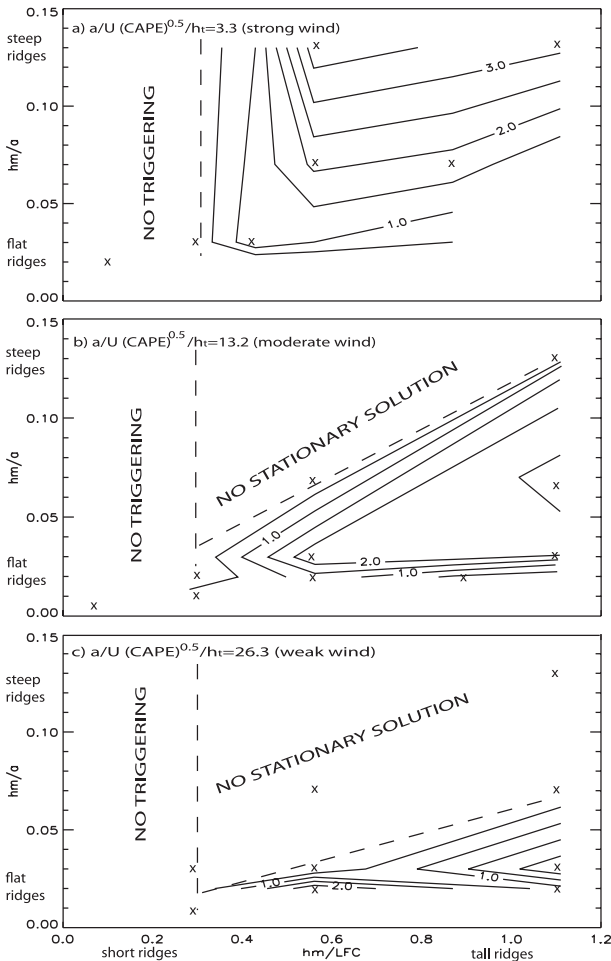 a) a/U (CAPE)^0.5/ht=3.3 (strong wind)
0.15
steep
ridges
0.10
hm/a
NO TRIGGERING
3.0
2.0
0.05
1.0
flat
ridges
0.00
b) a/U (CAPE)^0.5/ht=13.2 (moderate wind)
0.15
steep
ridges
0.10
hm/a
NO TRIGGERING
NO STATIONARY SOLUTION
0.05
1.0
flat
ridges
2.0
1.0
0.00
c) a/U (CAPE)^0.5/ht=26.3 (weak wind)
0.15
steep
ridges
0.10
hm/a
NO TRIGGERING
NO STATIONARY SOLUTION
0.05
flat
ridges
1.0
2.0
1.0
0.00
0.0 0.2 0.4 0.6 0.8 1.0 1.2
short ridges hm/LFC tall ridges